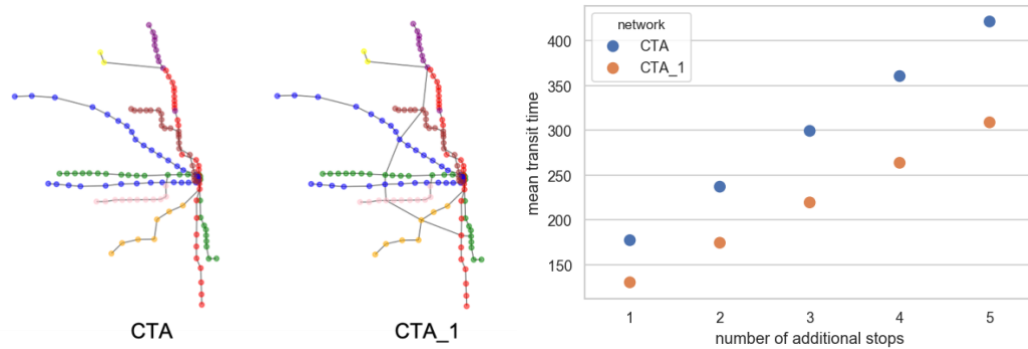 CTA
CTA_1
network
CTA
CTA_1
400
350
300
250
200
150
mean transit time
1 2 3 4 5
number of additional stops